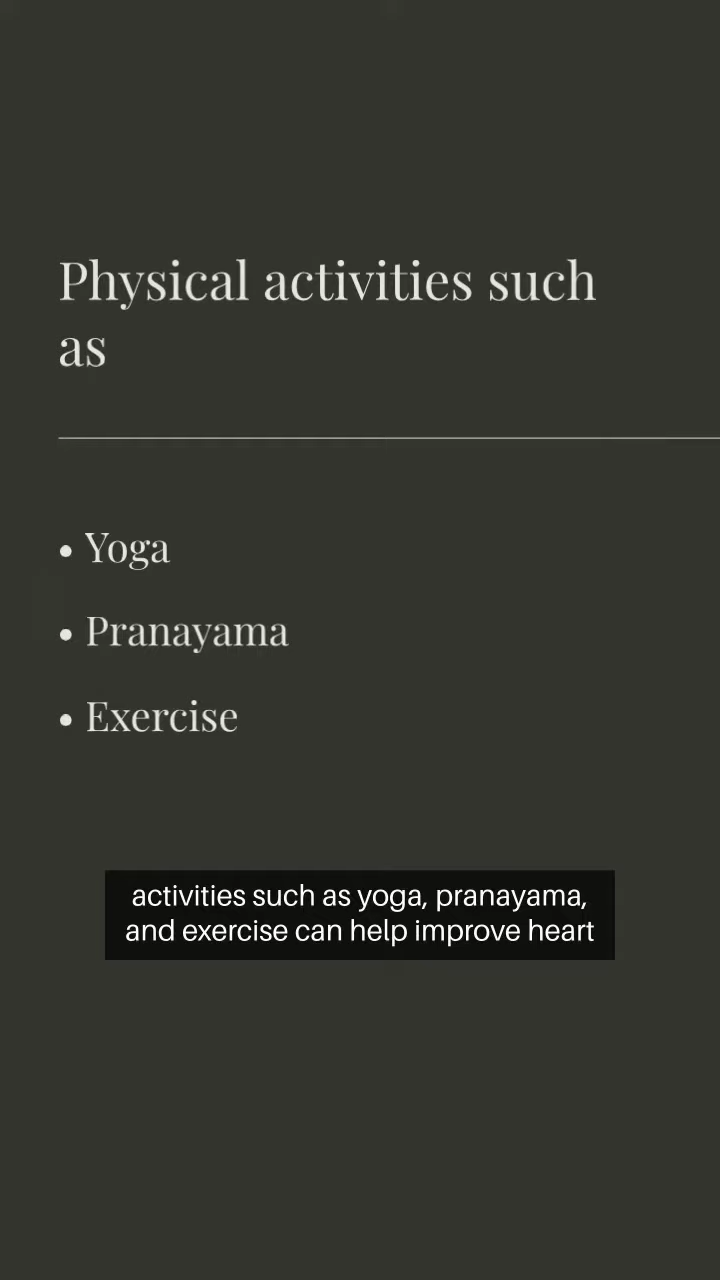 Physical activities such
as
• Yoga
• Pranayama
• Exercise
activities such as yoga, pranayama,
and exercise can help improve heart